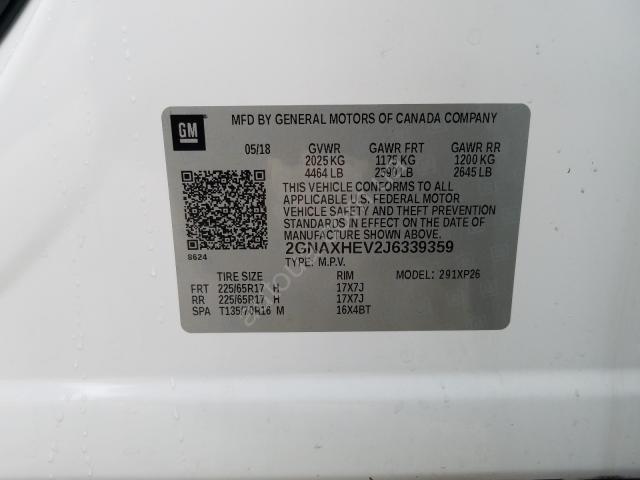 MFD BY GENERAL MOTORS OF CANADA COMPANY
GM
05/18 GVWR GAWR FRT GAWR RR
2025 KG 1175 KG 1200 KG
4464 LB 2590 LB 2645 LB
THIS VEHICLE CONFORMS TO ALL
APPLICABLE U.S. FEDERAL MOTOR
VEHICLE SAFETY AND THEFT PREVENTION
STANDARDS IN EFFECT ON THE DATE OF
MANUFACTURE SHOWN ABOVE.
2GNAXHEV2J6339359
8624
TYPE: M.P.V.
TIRE SIZE RIM MODEL: 291XP26
FRT 225/65R17 H 17X7J
RR 225/65R17 H 17X7J
SPA T135/70R16 M 16X4BT